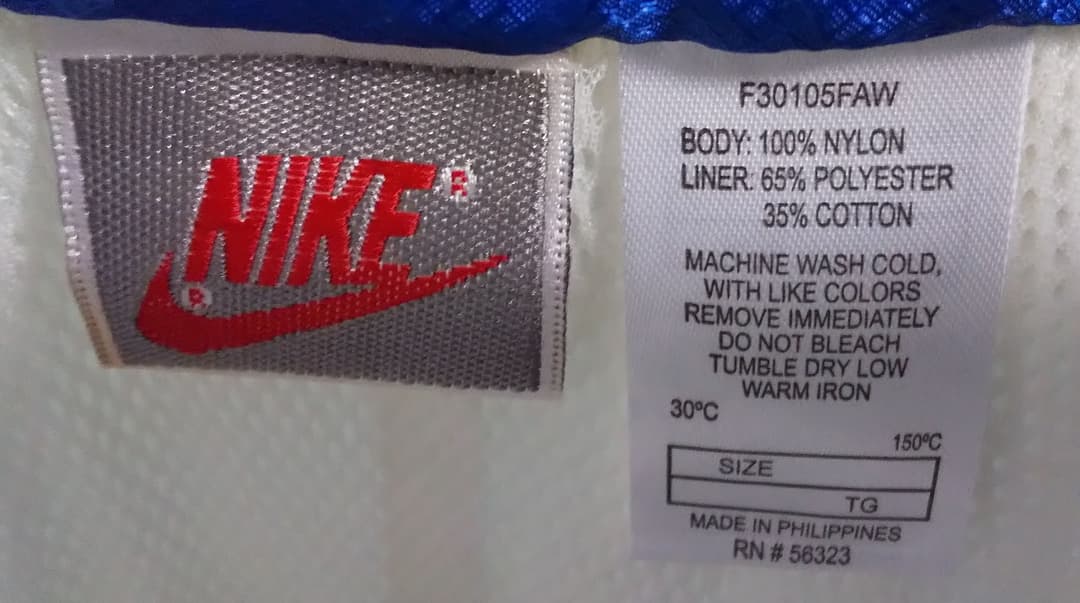 NIKE®
®
F30105FAW
BODY: 100% NYLON
LINER: 65% POLYESTER
35% COTTON
MACHINE WASH COLD,
WITH LIKE COLORS
REMOVE IMMEDIATELY
DO NOT BLEACH
TUMBLE DRY LOW
WARM IRON
30ºC
150ºC
SIZE
TG
MADE IN PHILIPPINES
RN # 56323